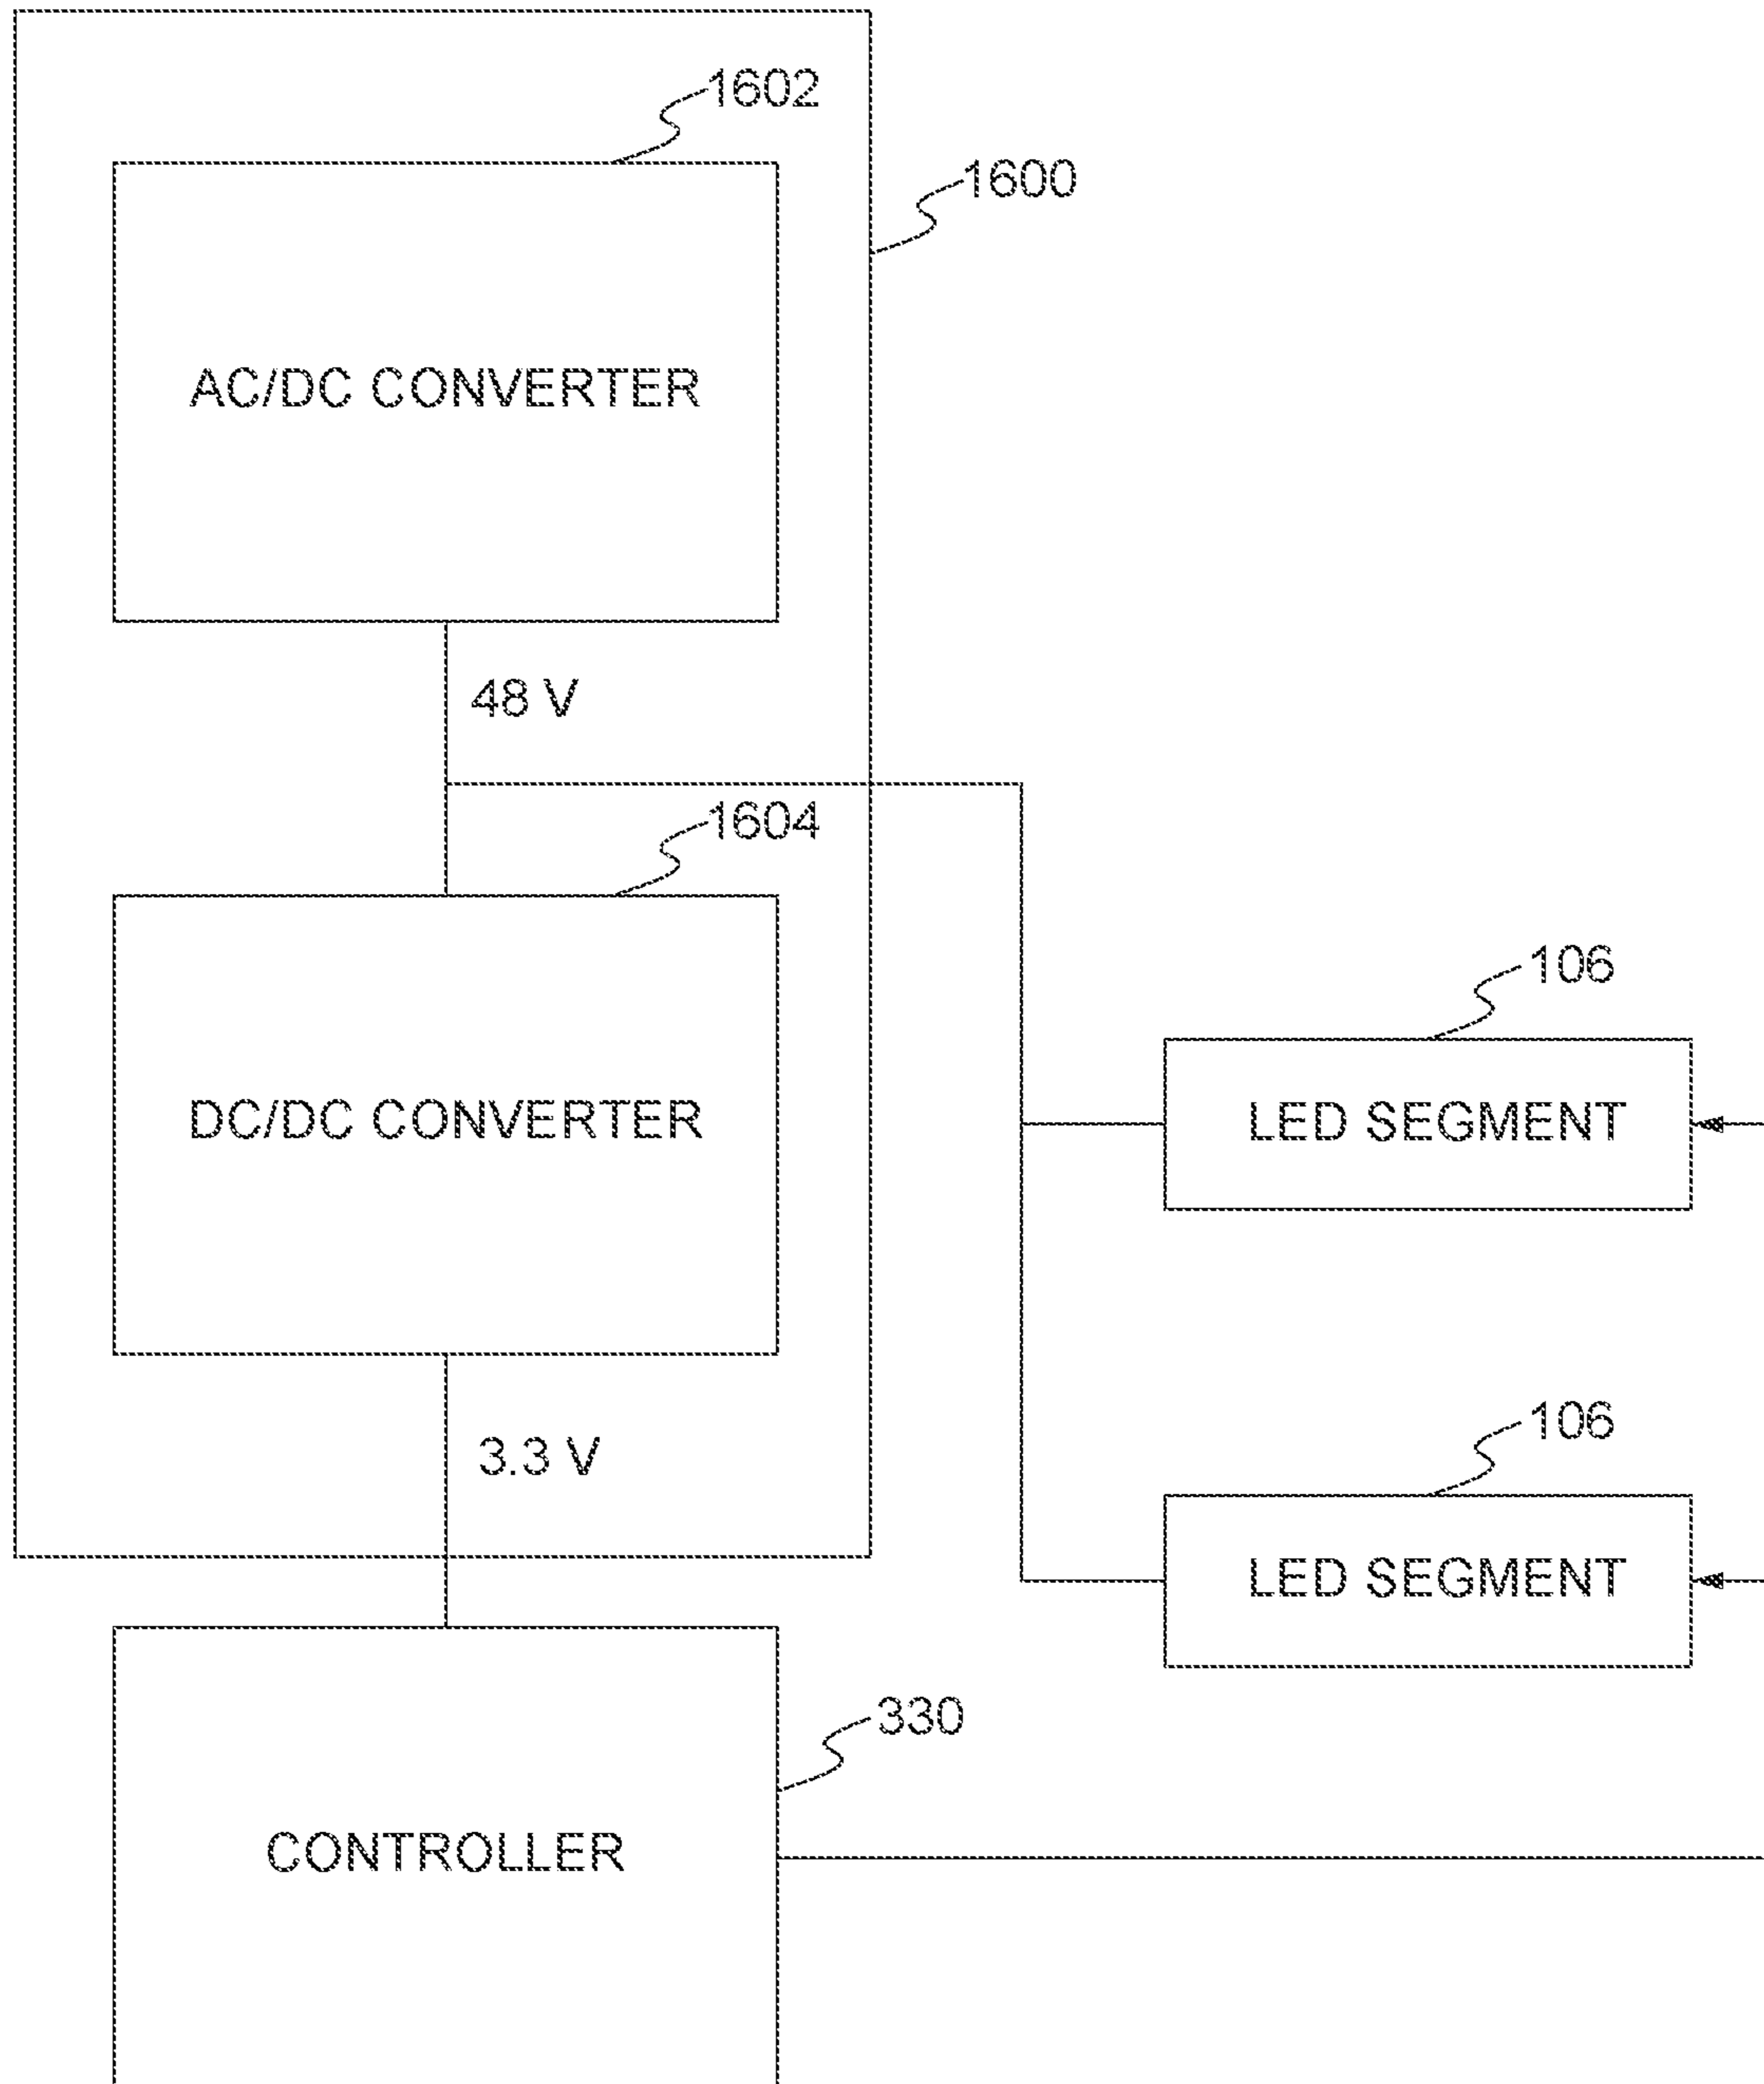 1602
1600
AC/DC CONVERTER
48 V
1604
106
DC/DC CONVERTER
LED SEGMENT
106
3.3 V
LED SEGMENT
330
CONTROLLER